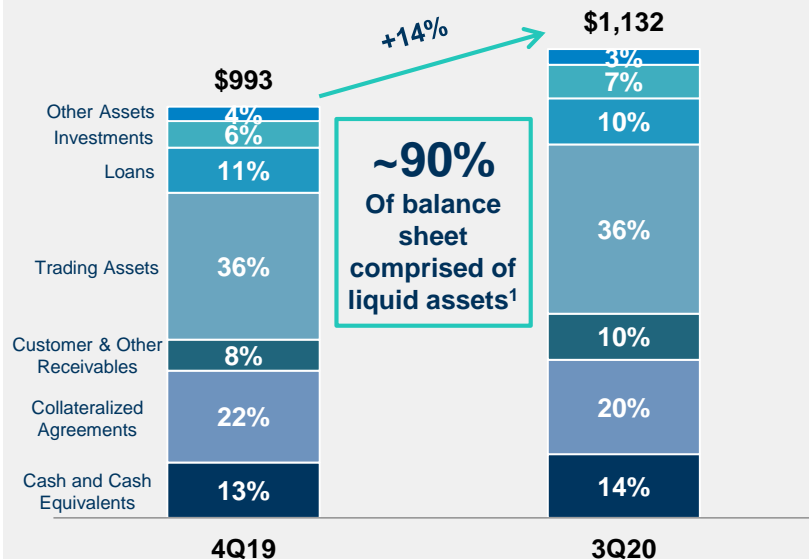 +14%
$993
$1,132
Other Assets
Investments
Loans
Trading Assets
Customer & Other
Receivables
Collateralized
Agreements
Cash and Cash
Equivalents
4%
6%
11%
36%
8%
22%
13%
~90%
Of balance
sheet
comprised of
liquid assets¹
3%
7%
10%
36%
10%
20%
14%
4Q19
3Q20